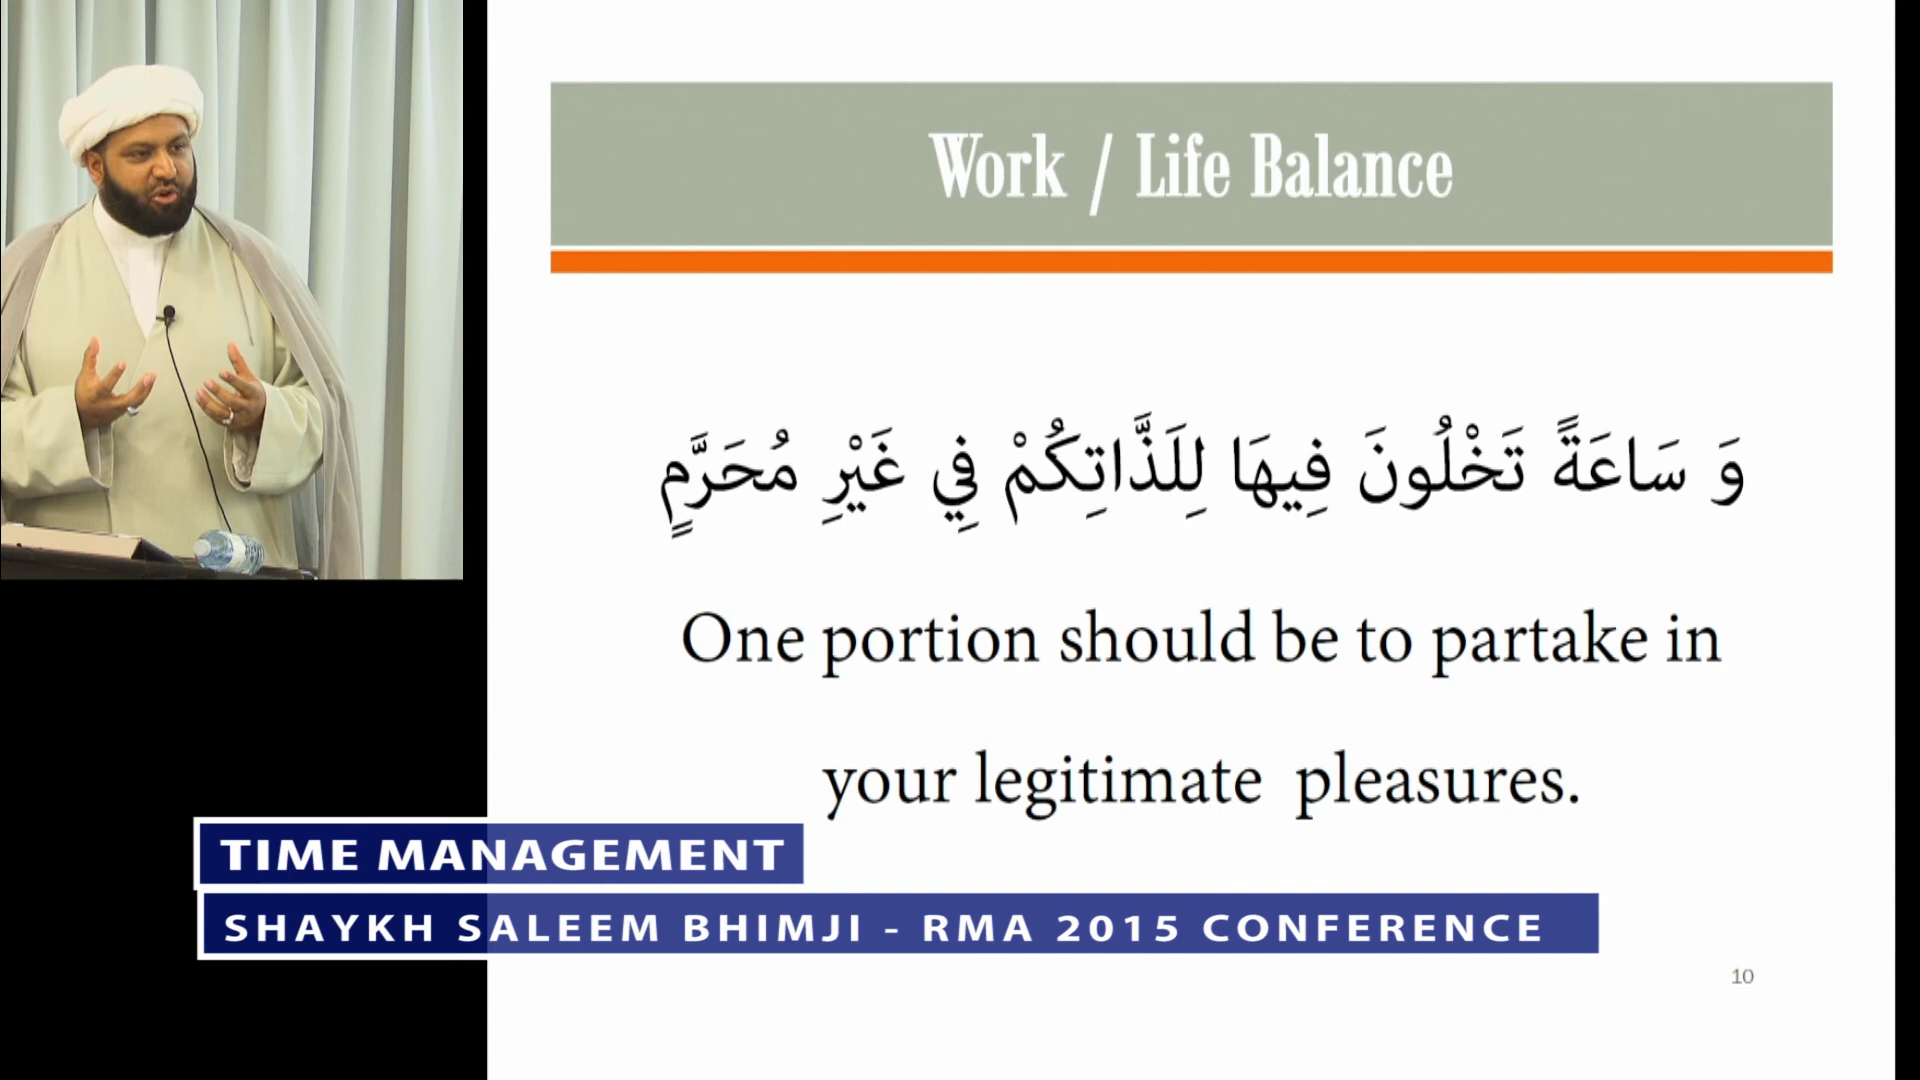 Work / Life Balance
وَ سَاعَةً تَخْلُونَ فِيهَا لِلَذَّاتِكُمْ فِي غَيْرِ مُحَرَّمٍ
One portion should be to partake in
your legitimate pleasures.
TIME MANAGEMENT
SHAYKH SALEEM BHIMJI - RMA 2015 CONFERENCE
10